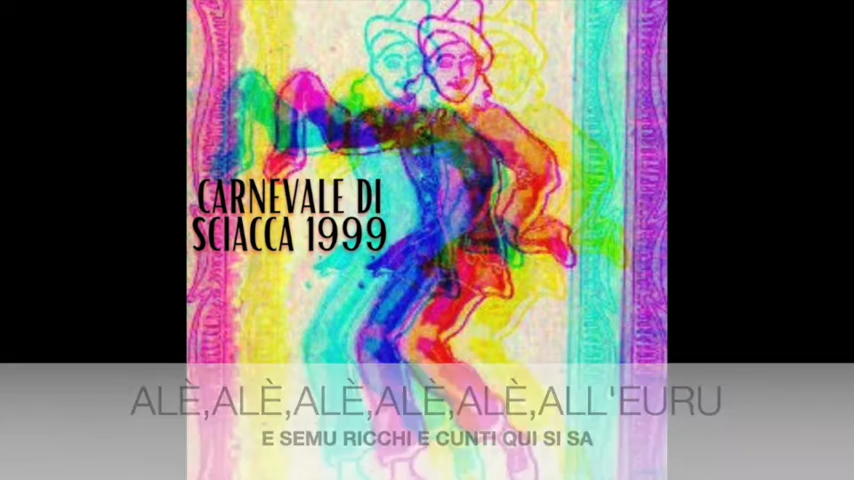 CARNEVALE DI
SCIACCA 1999
ALÈ,ALÈ,ALÈ,ALÈ,ALÈ,ALL'EURU
E SEMU RICCHI E CUNTI QUI SI SA